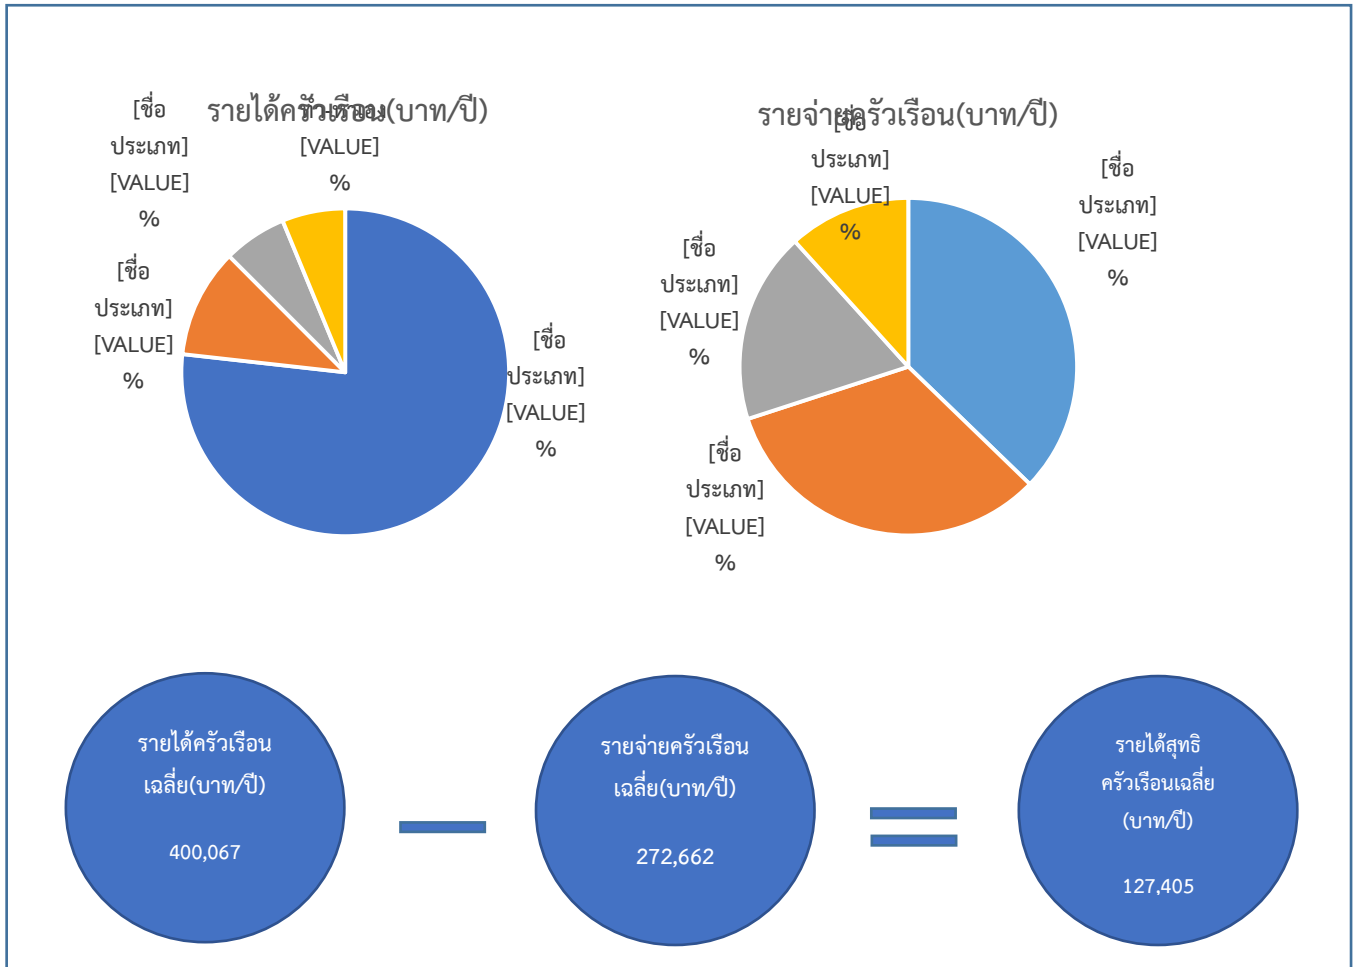 รายได้ครัวเรือน(บาท/ปี)
[ชื่อ
ประเภท]
[VALUE]
%
[VALUE]
%
[ชื่อ
ประเภท]
[VALUE]
%
[ชื่อ
ประเภท]
[VALUE]
%
รายจ่ายครัวเรือน(บาท/ปี)
[ชื่อ
ประเภท]
[VALUE]
%
[ชื่อ
ประเภท]
[VALUE]
%
[ชื่อ
ประเภท]
[VALUE]
%
[ชื่อ
ประเภท]
[VALUE]
%
รายได้ครัวเรือน
เฉลี่ย(บาท/ปี)
400,067
รายจ่ายครัวเรือน
เฉลี่ย(บาท/ปี)
272,662
รายได้สุทธิ
ครัวเรือนเฉลี่ย
(บาท/ปี)
127,405